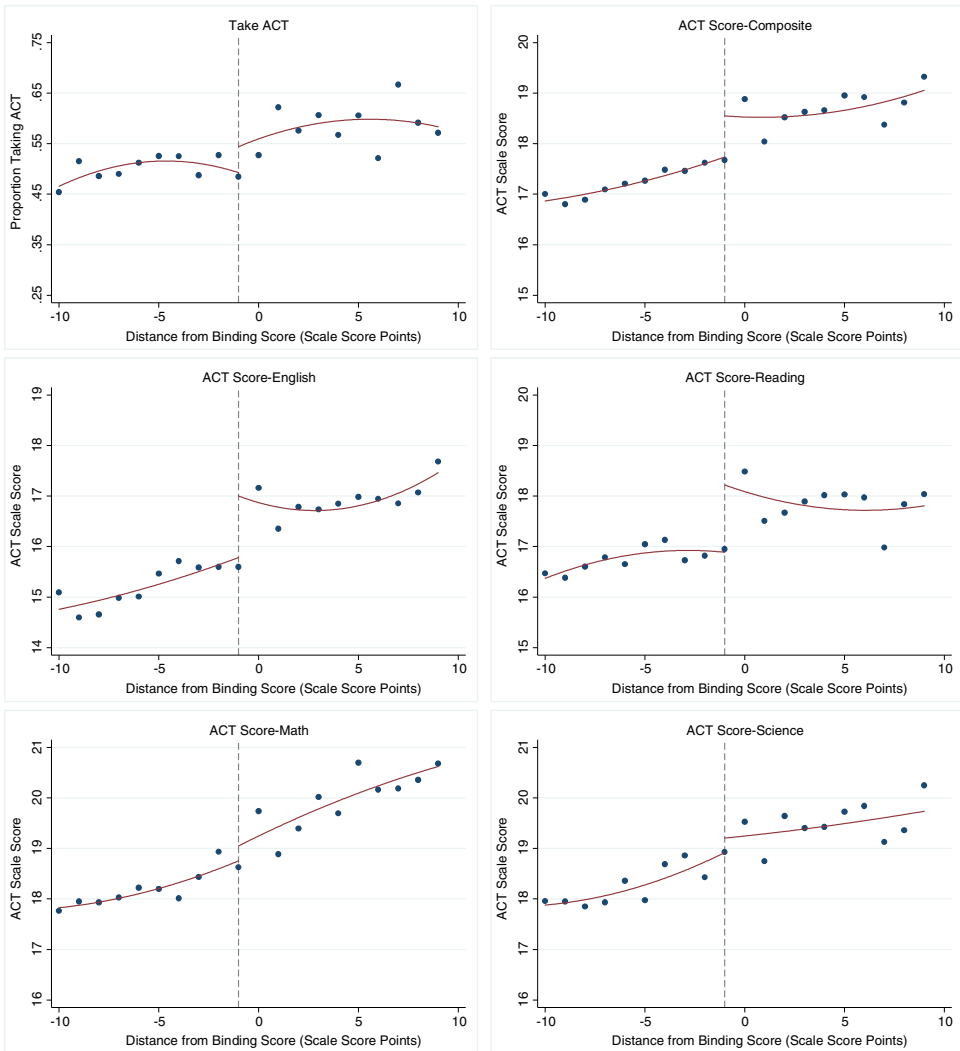 Take ACT
Proportion Taking ACT
.75
.65
.55
.45
.35
.25
-10 -5 0 5 10
Distance from Binding Score (Scale Score Points)
ACT Score-Composite
ACT Scale Score
20
19
18
17
16
15
-10 -5 0 5 10
Distance from Binding Score (Scale Score Points)
ACT Score-English
ACT Scale Score
19
18
17
16
15
14
-10 -5 0 5 10
Distance from Binding Score (Scale Score Points)
ACT Score-Reading
ACT Scale Score
20
19
18
17
16
15
-10 -5 0 5 10
Distance from Binding Score (Scale Score Points)
ACT Score-Math
ACT Scale Score
21
20
19
18
17
16
-10 -5 0 5 10
Distance from Binding Score (Scale Score Points)
ACT Score-Science
ACT Scale Score
21
20
19
18
17
16
-10 -5 0 5 10
Distance from Binding Score (Scale Score Points)